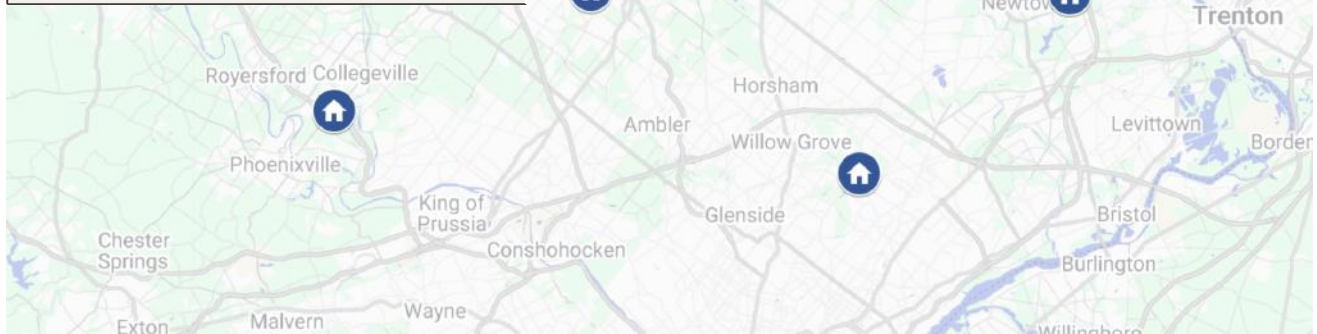 Trenton
Royersford Collegeville
Horsham
Ambler
Levittown
Willow Grove
Phoenixville
King of
Prussia
Glenside
Bristol
Chester
Springs
Conshohocken
Burlington
Wayne
Malvern
Exton